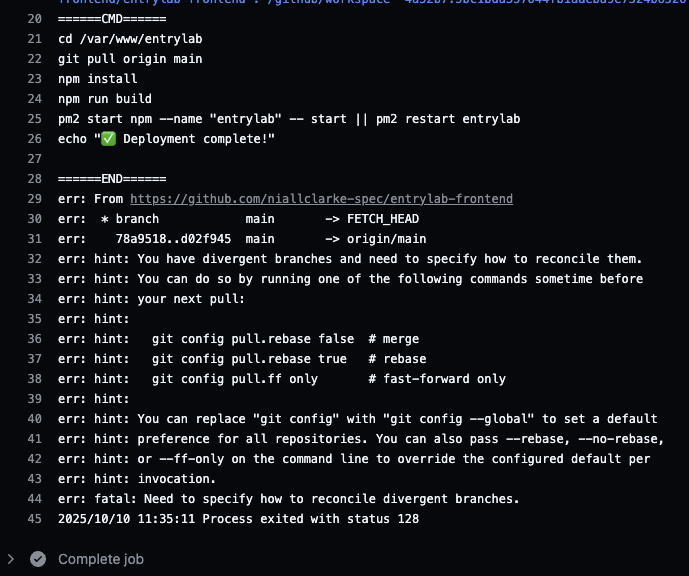 20 ======CMD======
21 cd /var/www/entrylab
22 git pull origin main
23 npm install
24 npm run build
25 pm2 start npm --name "entrylab" -- start || pm2 restart entrylab
26 echo "✅ Deployment complete!"
27
28 ======END======
29 err: From https://github.com/niallclarke-spec/entrylab-frontend
30 err:  * branch            main       -> FETCH_HEAD
31 err:    78a9518..d02f945  main       -> origin/main
32 err: hint: You have divergent branches and need to specify how to reconcile them.
33 err: hint: You can do so by running one of the following commands sometime before
34 err: hint: your next pull:
35 err: hint:
36 err: hint:   git config pull.rebase false  # merge
37 err: hint:   git config pull.rebase true   # rebase
38 err: hint:   git config pull.ff only       # fast-forward only
39 err: hint:
40 err: hint: You can replace "git config" with "git config --global" to set a default
41 err: hint: preference for all repositories. You can also pass --rebase, --no-rebase,
42 err: hint: or --ff-only on the command line to override the configured default per
43 err: hint: invocation.
44 err: fatal: Need to specify how to reconcile divergent branches.
45 2025/10/10 11:35:11 Process exited with status 128
Complete job